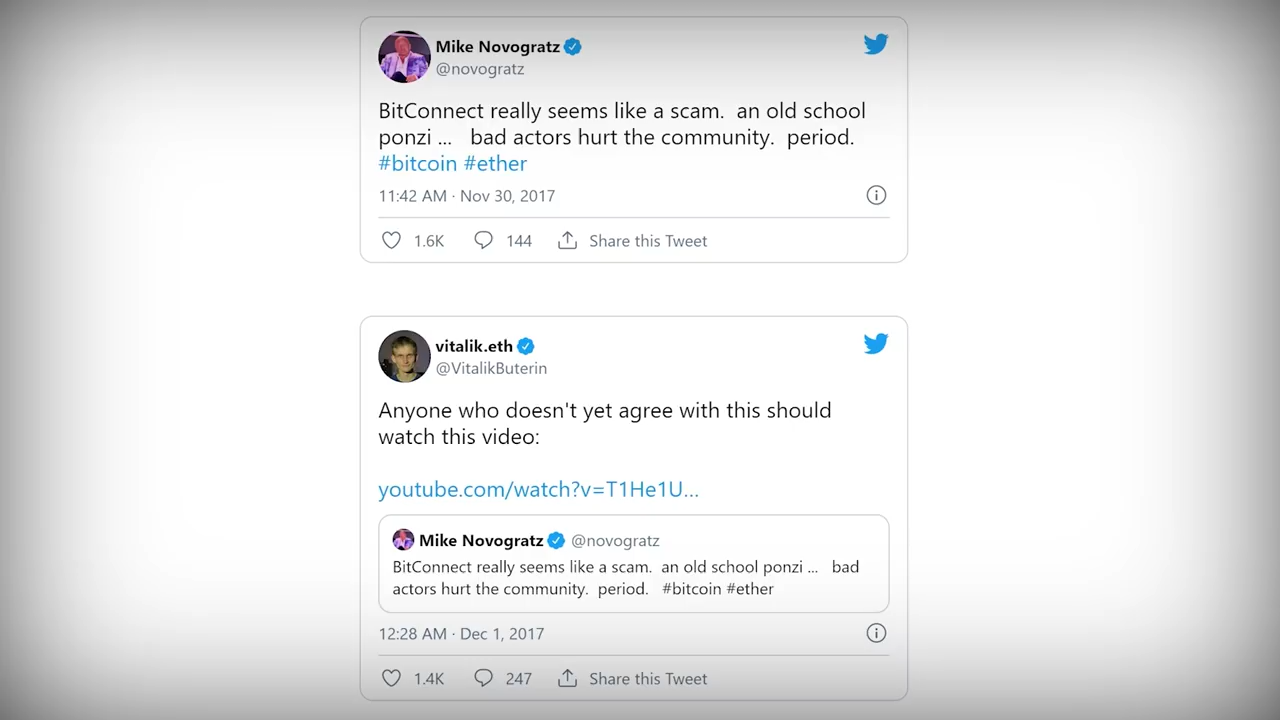 Mike Novogratz
@novogratz
BitConnect really seems like a scam.  an old school
ponzi ...   bad actors hurt the community.  period.
#bitcoin #ether
11:42 AM · Nov 30, 2017
1.6K 144 Share this Tweet
vitalik.eth
@VitalikButerin
Anyone who doesn't yet agree with this should
watch this video:
youtube.com/watch?v=T1He1U...
Mike Novogratz @novogratz
BitConnect really seems like a scam.  an old school ponzi ...   bad
actors hurt the community.  period.   #bitcoin #ether
12:28 AM · Dec 1, 2017
1.4K 247 Share this Tweet